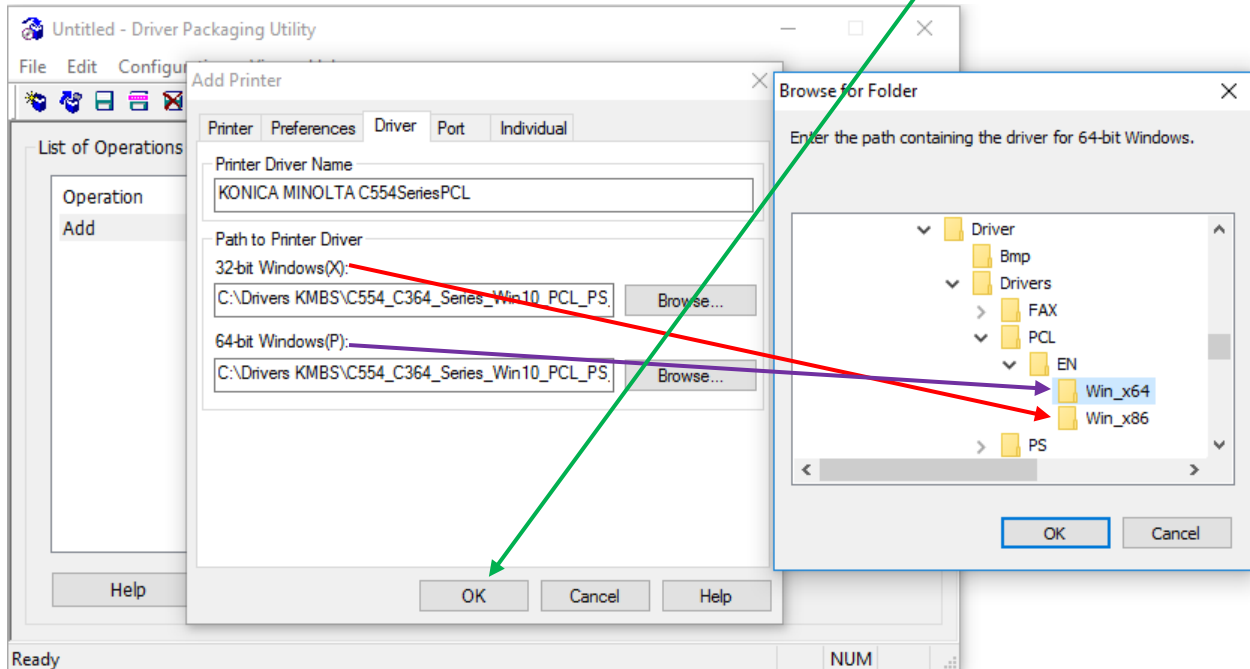 Untitled - Driver Packaging Utility
File Edit
Add Printer
Browse for Folder
Printer Preferences Driver Port Individual
Enter the path containing the driver for 64-bit Windows.
List of Operations
Printer Driver Name
Operation
KONICA MINOLTA C554SeriesPCL
Add
Path to Printer Driver
32-bit Windows(X):
C:\Drivers KMBS\C554_C364_Series_Win10_PCL_PS_
Browse...
64-bit Windows(P):
C:\Drivers KMBS\C554_C364_Series_Win10_PCL_PS_
Browse...
Driver
Bmp
Drivers
FAX
PCL
EN
Win_x64
Win_x86
PS
OK Cancel
Help
OK Cancel Help
Ready NUM